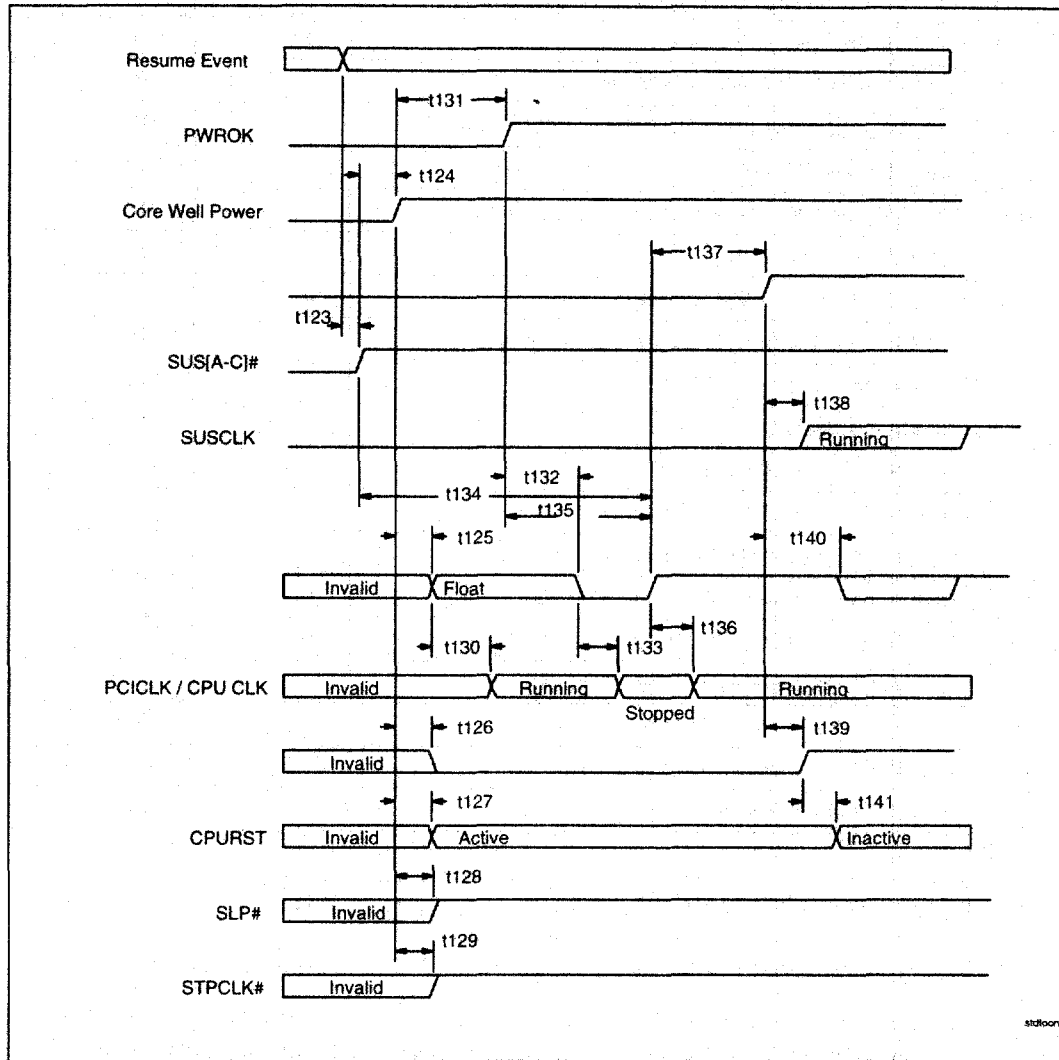 Resume Event
t131
PWROK
t124
Core Well Power
t137
t123
SUS[A-C]#
t138
SUSCLK
Running
t132
t134
t135
t125
t140
Invalid
Float
t136
t130
t133
PCICLK / CPU CLK
Invalid
Running
Running
Stopped
t126
t139
Invalid
t127
t141
CPURST
Invalid
Active
Inactive
t128
SLP#
Invalid
t129
STPCLK#
Invalid